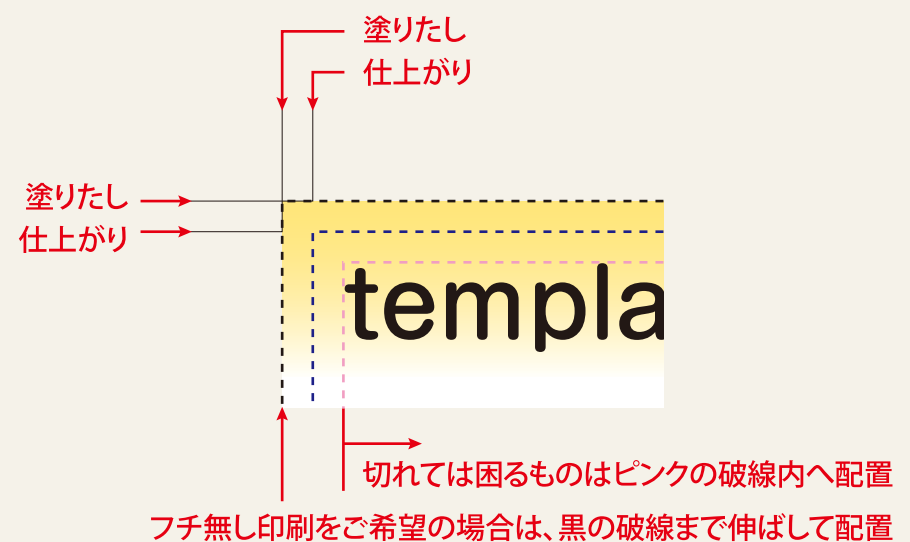 塗りたし
仕上がり
塗りたし
仕上がり
templa
切れては困るものはピンクの破線内へ配置
フチ無し印刷をご希望の場合は、黒の破線まで伸ばして配置